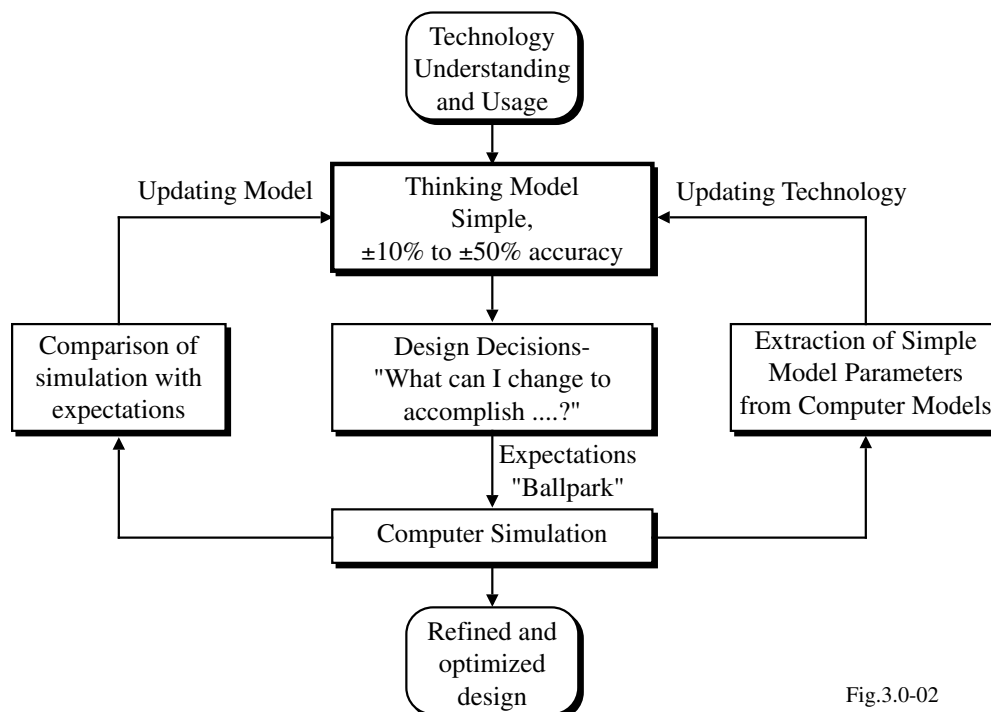 Technology
Understanding
and Usage
Updating Model
Thinking Model
Simple,
±10% to ±50% accuracy
Updating Technology
Comparison of
simulation with
expectations
Design Decisions-
"What can I change to
accomplish ....?"
Extraction of Simple
Model Parameters
from Computer Models
Expectations
"Ballpark"
Computer Simulation
Refined and
optimized
design
Fig.3.0-02